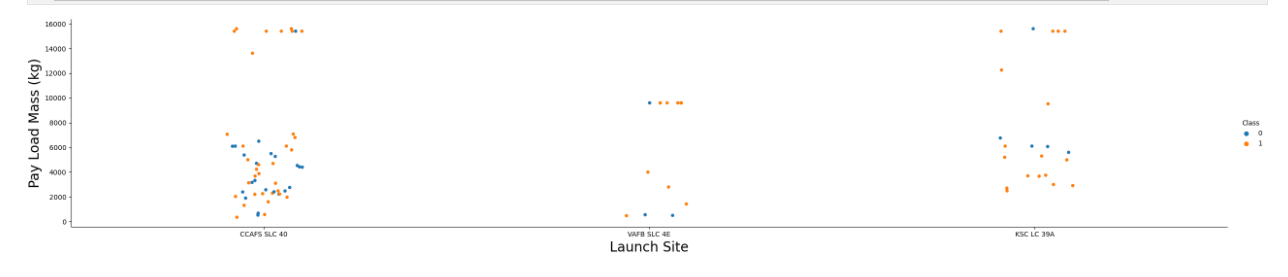 16000
14000
12000
10000
8000
6000
4000
2000
0
Pay Load Mass (kg)
CCAFS SLC 40
VAFB SLC 4E
KSC LC 39A
Launch Site
Class
0
1